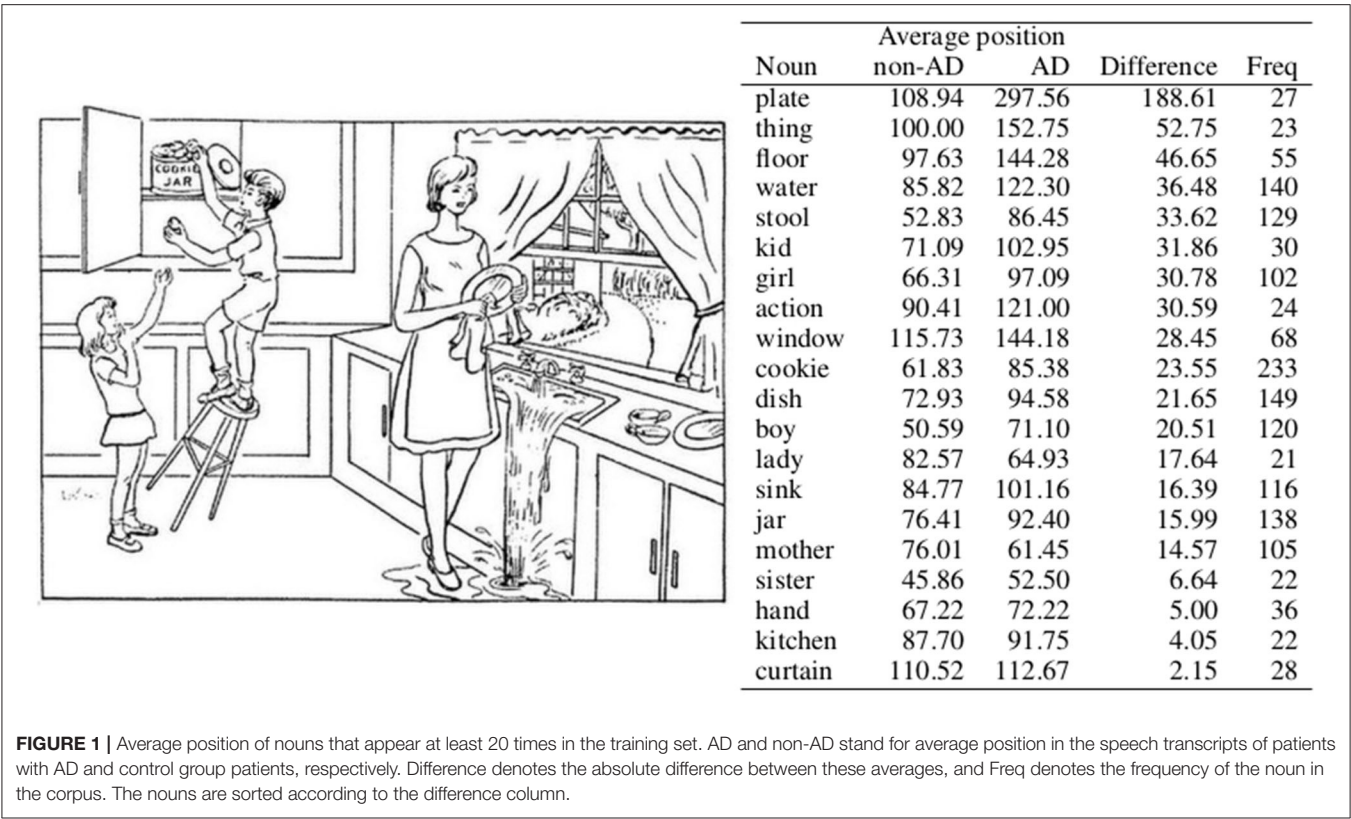 COOKIE
JAR
Average position
Noun non-AD AD Difference Freq
plate 108.94 297.56 188.61 27
thing 100.00 152.75 52.75 23
floor 97.63 144.28 46.65 55
water 85.82 122.30 36.48 140
stool 52.83 86.45 33.62 129
kid 71.09 102.95 31.86 30
girl 66.31 97.09 30.78 102
action 90.41 121.00 30.59 24
window 115.73 144.18 28.45 68
cookie 61.83 85.38 23.55 233
dish 72.93 94.58 21.65 149
boy 50.59 71.10 20.51 120
lady 82.57 64.93 17.64 21
sink 84.77 101.16 16.39 116
jar 76.41 92.40 15.99 138
mother 76.01 61.45 14.57 105
sister 45.86 52.50 6.64 22
hand 67.22 72.22 5.00 36
kitchen 87.70 91.75 4.05 22
curtain 110.52 112.67 2.15 28
FIGURE 1 | Average position of nouns that appear at least 20 times in the training set. AD and non-AD stand for average position in the speech transcripts of patients
with AD and control group patients, respectively. Difference denotes the absolute difference between these averages, and Freq denotes the frequency of the noun in
the corpus. The nouns are sorted according to the difference column.